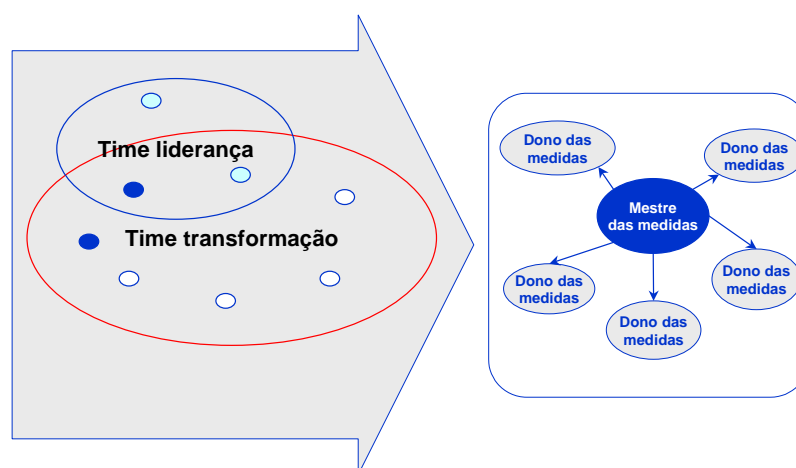 Time liderança
Time transformação
Dono das
medidas
Dono das
medidas
Mestre
das medidas
Dono das
medidas
Dono das
medidas
Dono das
medidas